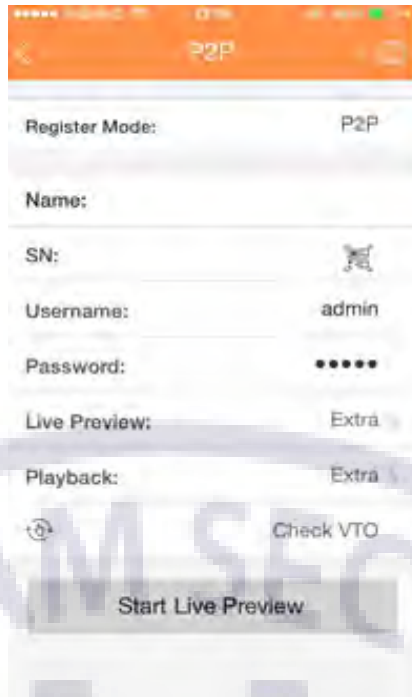 P2P
Register Mode: P2P
Name:
SN:
Username: admin
Password: •••••
Live Preview: Extra
Playback: Extra
Check VTO
Start Live Preview